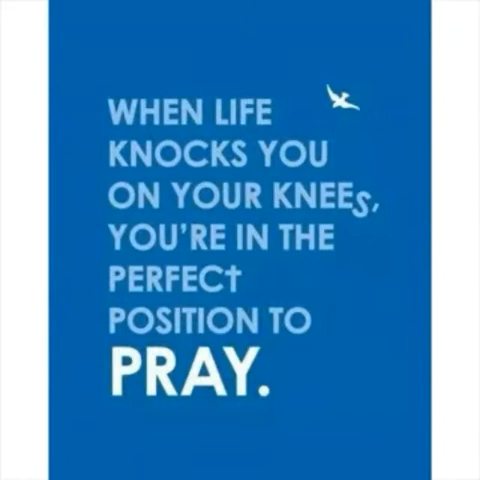 WHEN LIFE
KNOCKS YOU
ON YOUR KNEES,
YOU'RE IN THE
PERFECT
POSITION TO
PRAY.